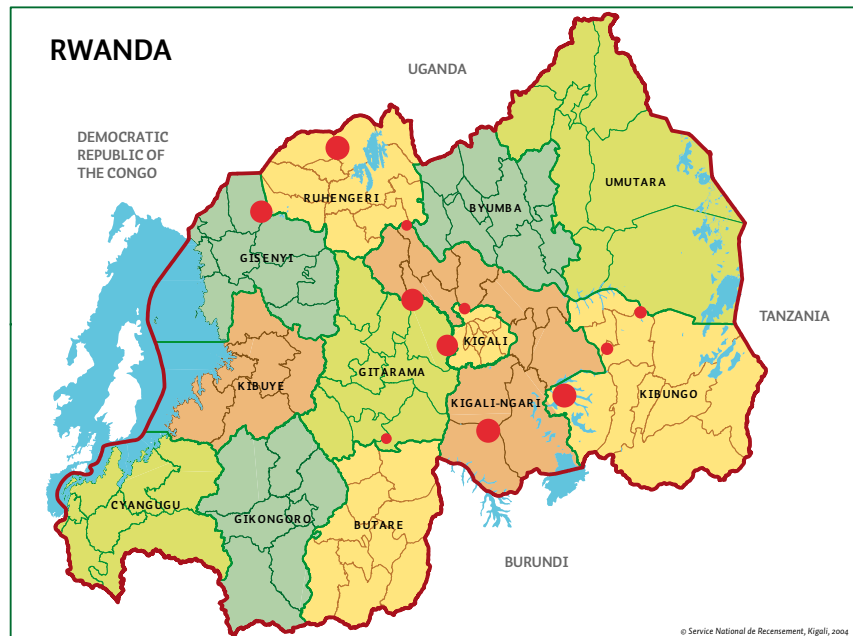 RWANDA
UGANDA
DEMOCRATIC
REPUBLIC OF
THE CONGO
UMUTARA
RUHENGERI
BYUMBA
GISENYI
TANZANIA
KIGALI
GITARAMA
KIBUYE
KIBUNGO
KIGALI-NGARI
CYANGUGU
GIKONGORO
BUTARE
BURUNDI
© Service National de Recensement, Kigali, 2004